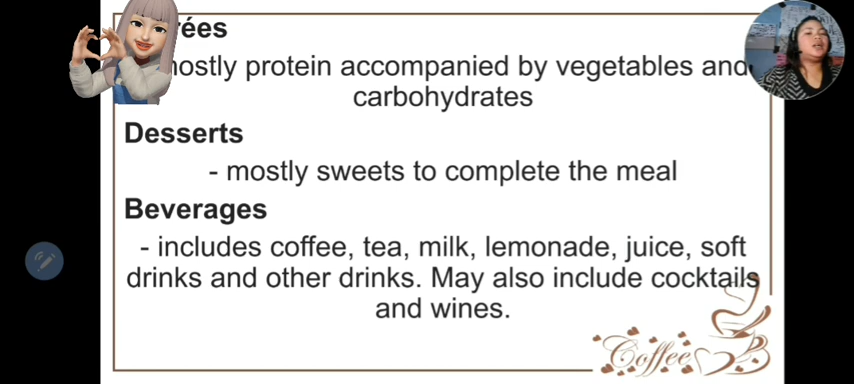 rées
mostly protein accompanied by vegetables and
carbohydrates
Desserts
- mostly sweets to complete the meal
Beverages
- includes coffee, tea, milk, lemonade, juice, soft
drinks and other drinks. May also include cocktails
and wines.
Coffee